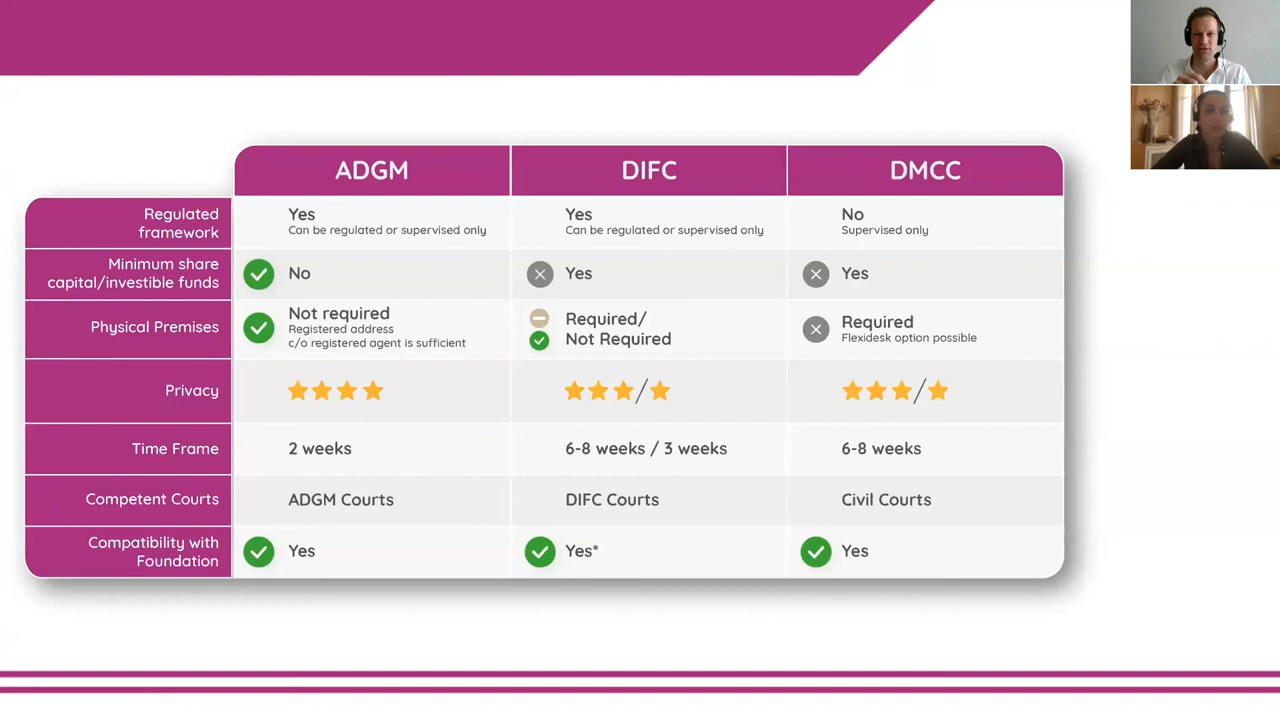 ADGM
DIFC
DMCC
Regulated
framework
Yes
Can be regulated or supervised only
Yes
Can be regulated or supervised only
No
Supervised only
Minimum share
capital/investible funds
No
Yes
Yes
Physical Premises
Not required
Registered address
c/o registered agent is sufficient
Required/
Not Required
Required
Flexidesk option possible
Privacy
/
/
Time Frame
2 weeks
6-8 weeks / 3 weeks
6-8 weeks
Competent Courts
ADGM Courts
DIFC Courts
Civil Courts
Compatibility with
Foundation
Yes
Yes*
Yes